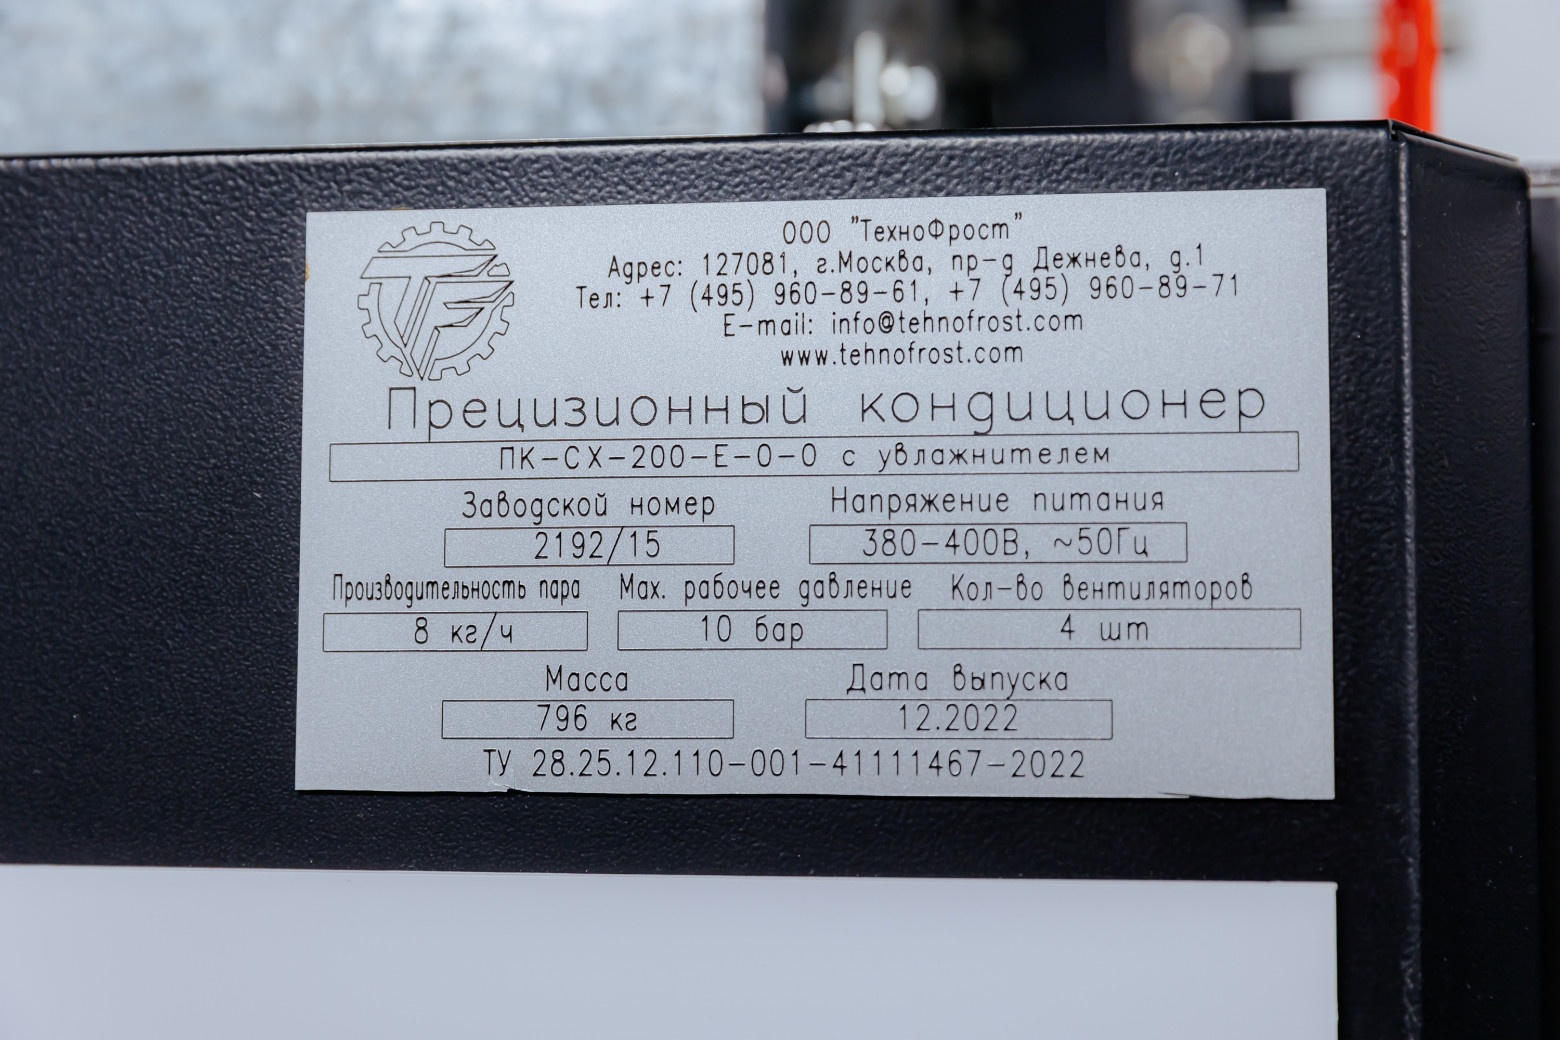 ООО "ТехноФрост"
Адрес: 127081, г.Москва, пр-д Дежнева, д.1
Тел: +7 (495) 960-89-61, +7 (495) 960-89-71
E-mail: info@tehnofrost.com
www.tehnofrost.com
Прецизионный кондиционер
ПК-СХ-200-Е-0-0 с увлажнителем
Заводской номер Напряжение питания
2192/15 380-400В, ~50Гц
Производительность пара Мах. рабочее давление Кол-во вентиляторов
8 кг/ч 10 бар 4 шт
Масса Дата выпуска
796 кг 12.2022
ТУ 28.25.12.110-001-41111467-2022